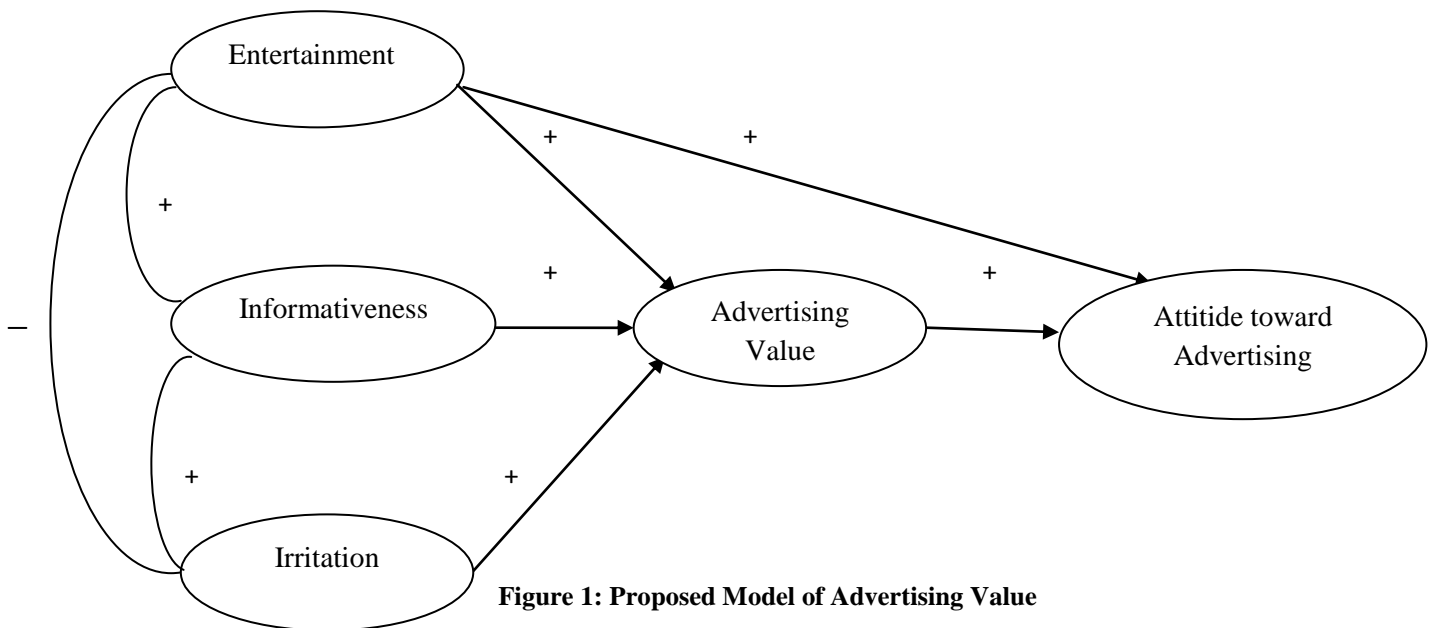 Entertainment
+
+
+
Informativeness
+
+
Advertising
Value
Attitide toward
Advertising
–
+
+
Irritation
Figure 1: Proposed Model of Advertising Value